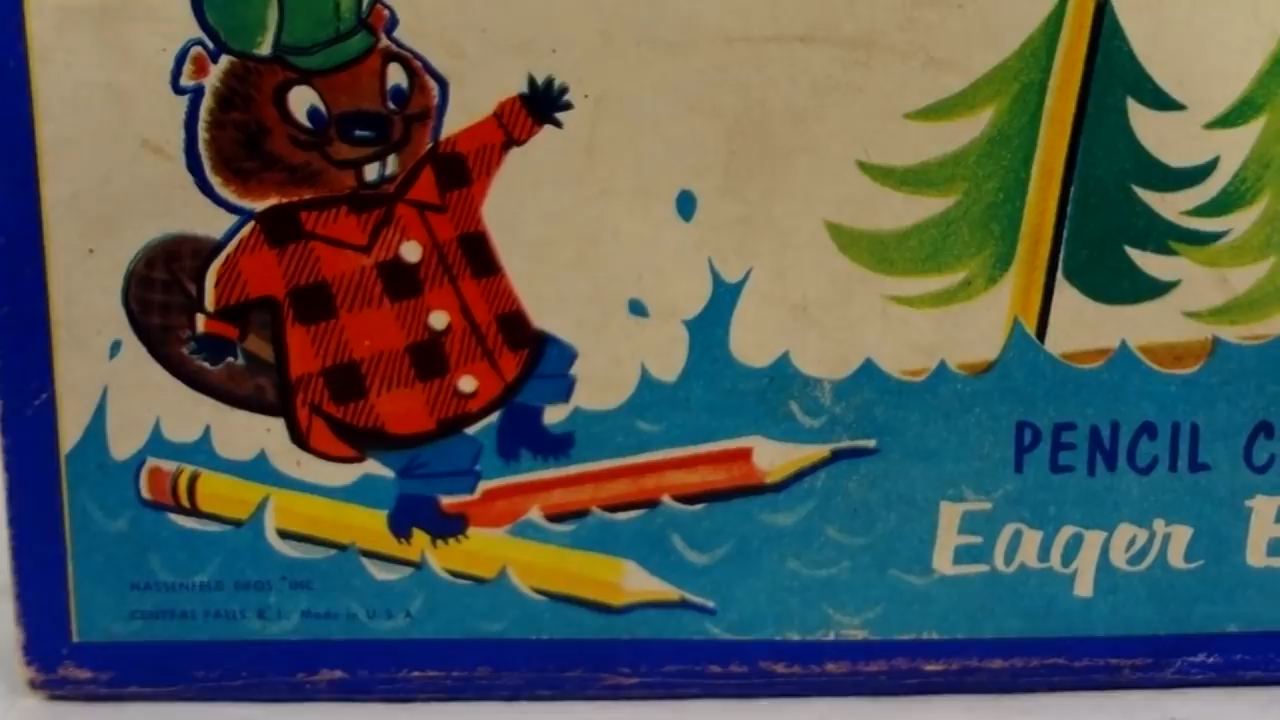 PENCIL C
Eager B
HASSENFELD BROS. INC.
CENTRAL FALLS R. I. Made in U. S. A